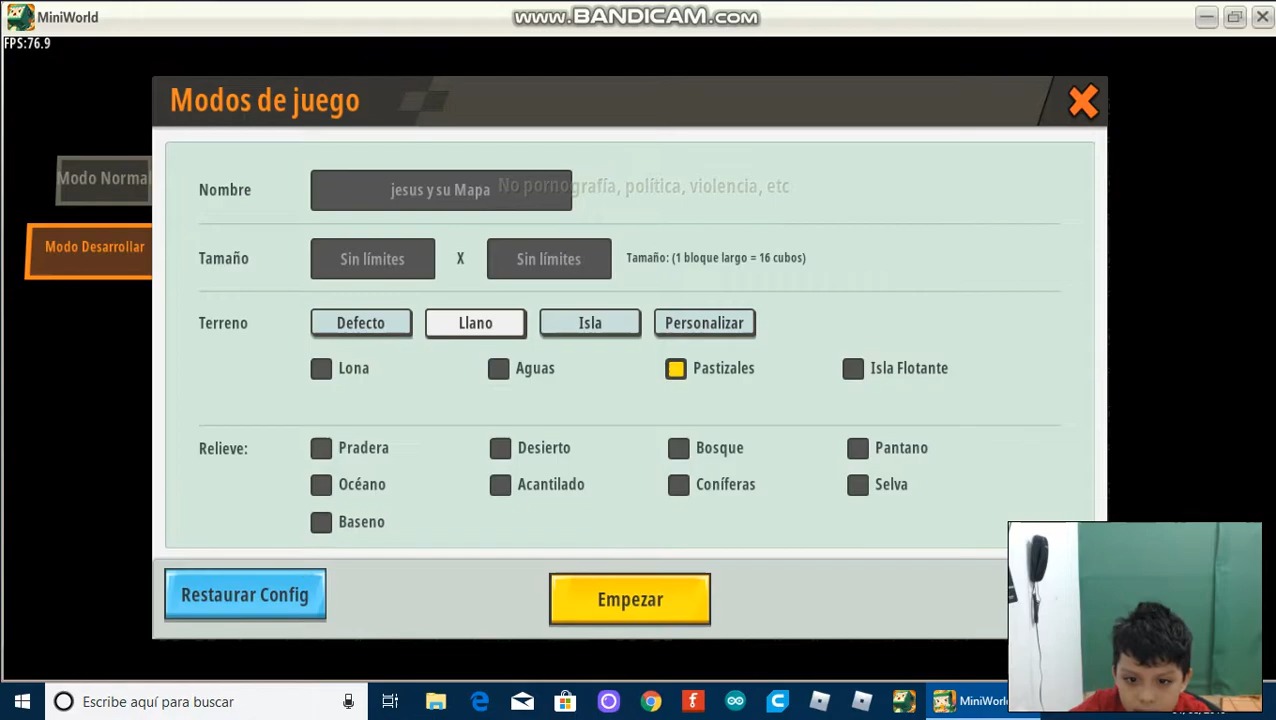 MiniWorld
www.BANDICAM.com
FPS:76.9
Modos de juego
Modo Normal
Modo Desarrollar
Nombre
jesus y su Mapa
No pornografía, política, violencia, etc
Tamaño
Sin límites X Sin límites
Tamaño: (1 bloque largo = 16 cubos)
Terreno
Defecto Llano Isla Personalizar
Lona Aguas Pastizales Isla Flotante
Relieve:
Pradera Desierto Bosque Pantano
Océano Acantilado Coníferas Selva
Baseno
Restaurar Config
Empezar
Escribe aquí para buscar